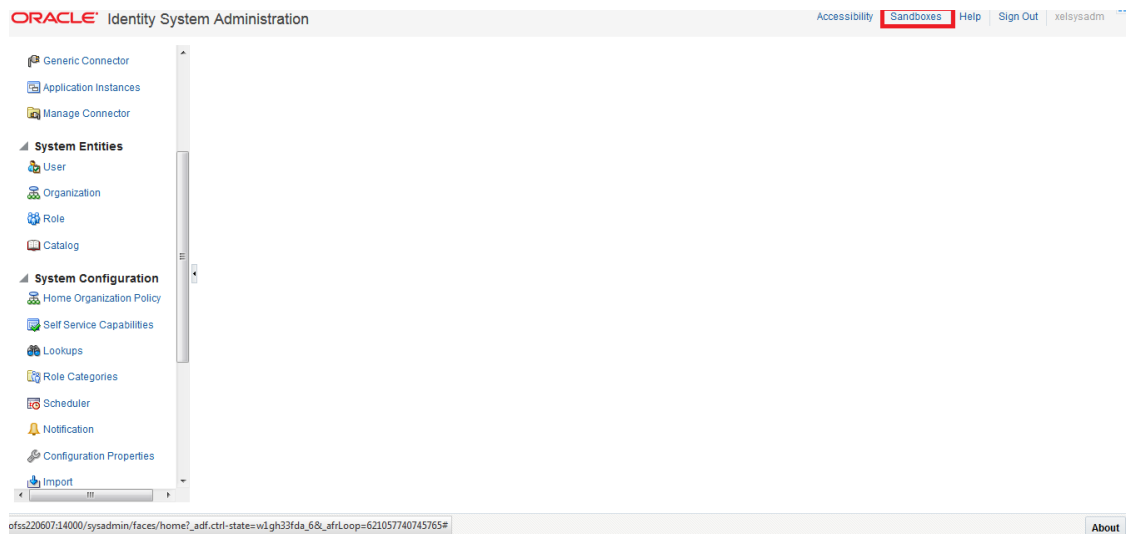 ORACLE® Identity System Administration
Accessibility Sandboxes Help Sign Out xelsysadm
Generic Connector
Application Instances
Manage Connector
System Entities
User
Organization
Role
Catalog
System Configuration
Home Organization Policy
Self Service Capabilities
Lookups
Role Categories
Scheduler
Notification
Configuration Properties
Import
ofss220607:14000/sysadmin/faces/home?_adf.ctrl-state=w1gh33fda_6&_afrLoop=621057740745765#
About